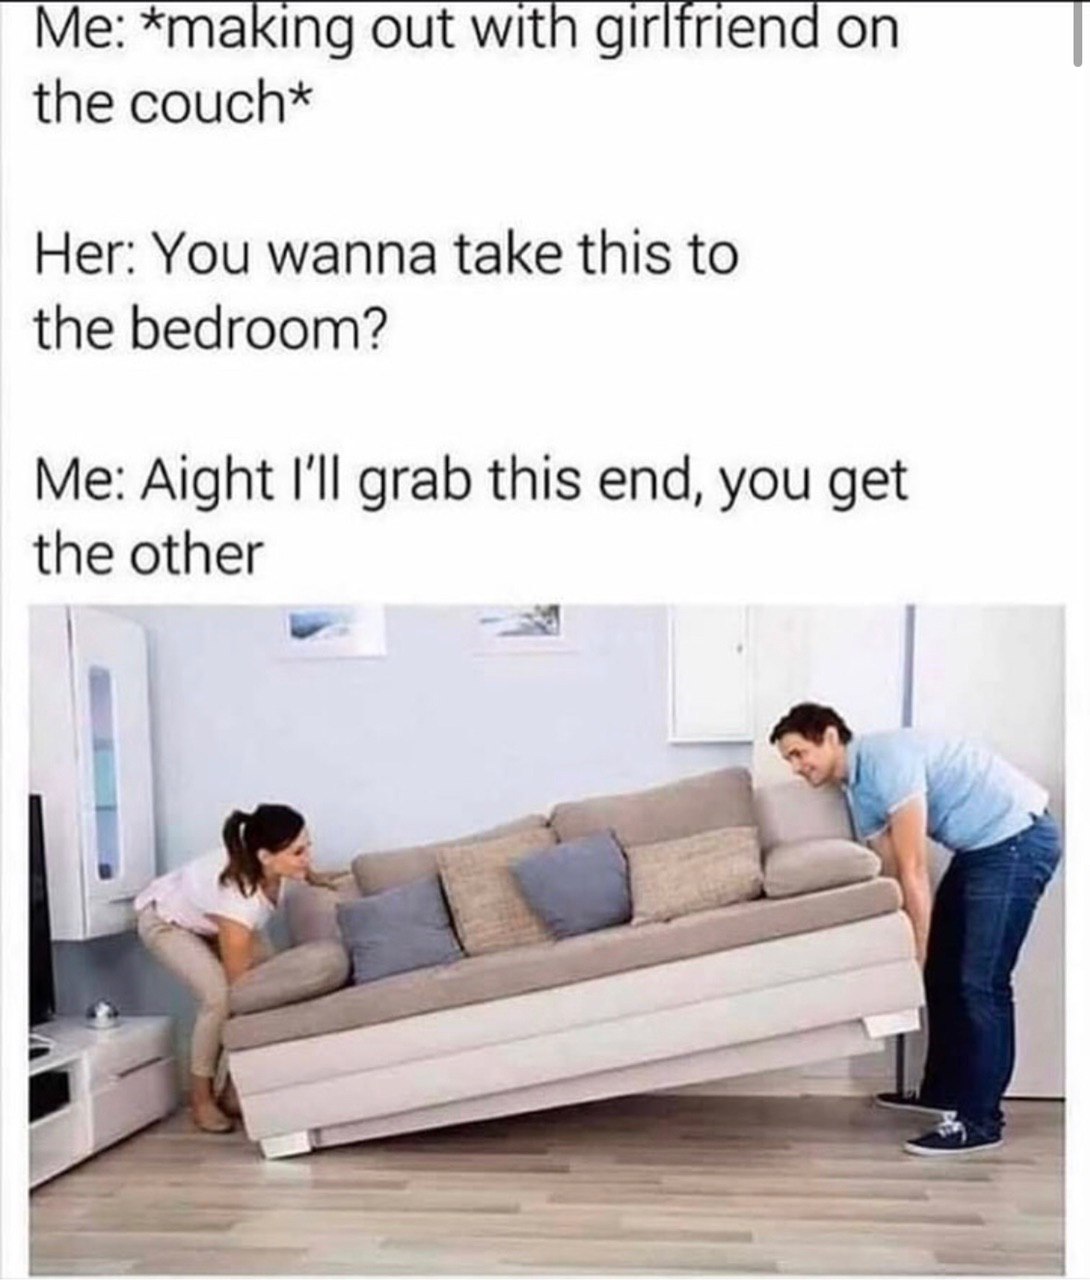 Me: *making out with girlfriend on
the couch*
Her: You wanna take this to
the bedroom?
Me: Aight I'll grab this end, you get
the other